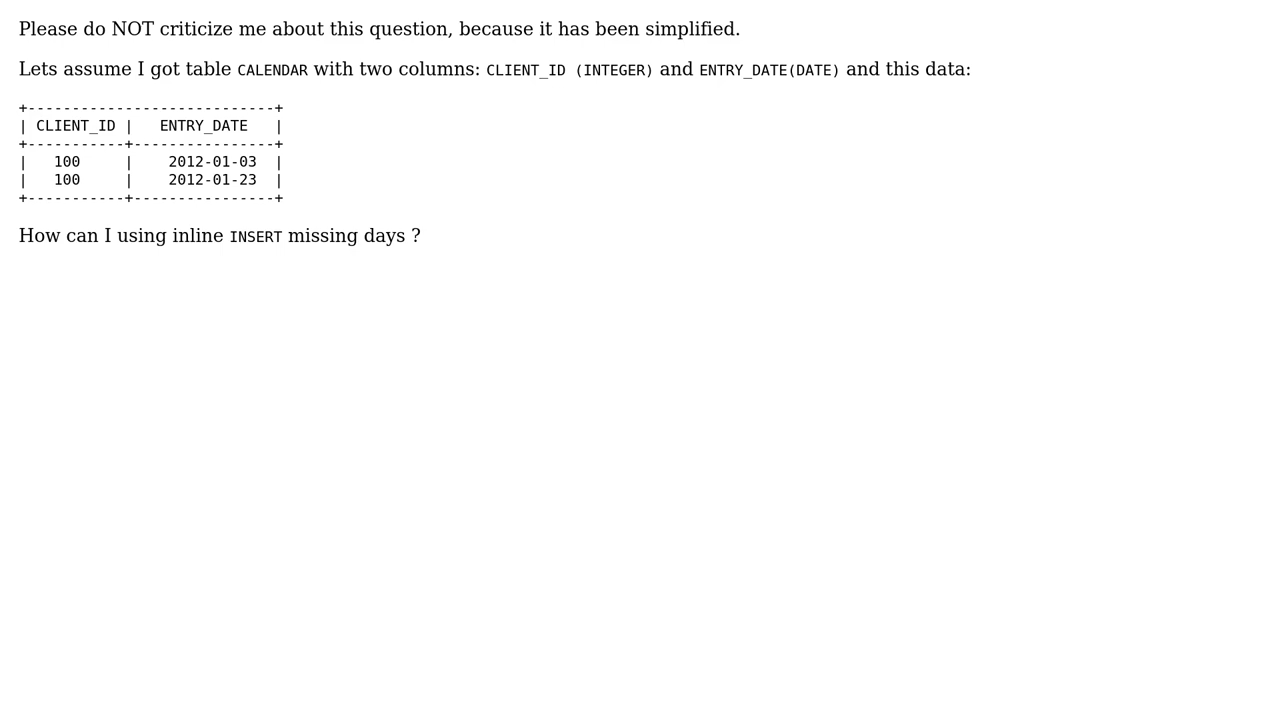 Please do NOT criticize me about this question, because it has been simplified.
Lets assume I got table CALENDAR with two columns: CLIENT_ID (INTEGER) and ENTRY_DATE(DATE) and this data:
+----------------------------+
| CLIENT_ID |   ENTRY_DATE   |
+-----------+----------------+
|   100     |    2012-01-03  |
|   100     |    2012-01-23  |
+-----------+----------------+
How can I using inline INSERT missing days ?